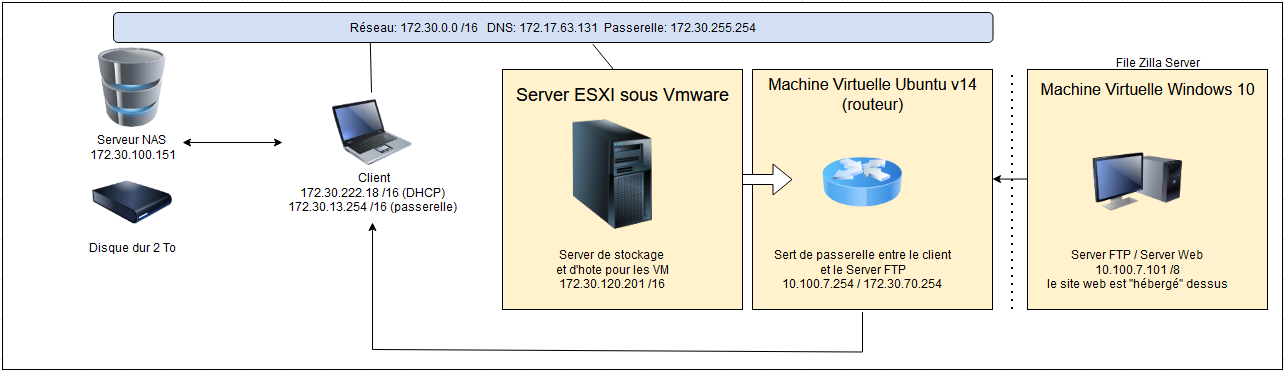 Réseau: 172.30.0.0 /16 DNS: 172.17.63.131 Passerelle: 172.30.255.254
Serveur NAS
172.30.100.151
Disque dur 2 To
Client
172.30.222.18 /16 (DHCP)
172.30.13.254 /16 (passerelle)
Server ESXI sous Vmware
Server de stockage
et d'hote pour les VM
172.30.120.201 /16
Machine Virtuelle Ubuntu v14
(routeur)
Sert de passerelle entre le client
et le Server FTP
10.100.7.254 / 172.30.70.254
File Zilla Server
Machine Virtuelle Windows 10
Server FTP / Server Web
10.100.7.101 /8
le site web est "hébergé" dessus